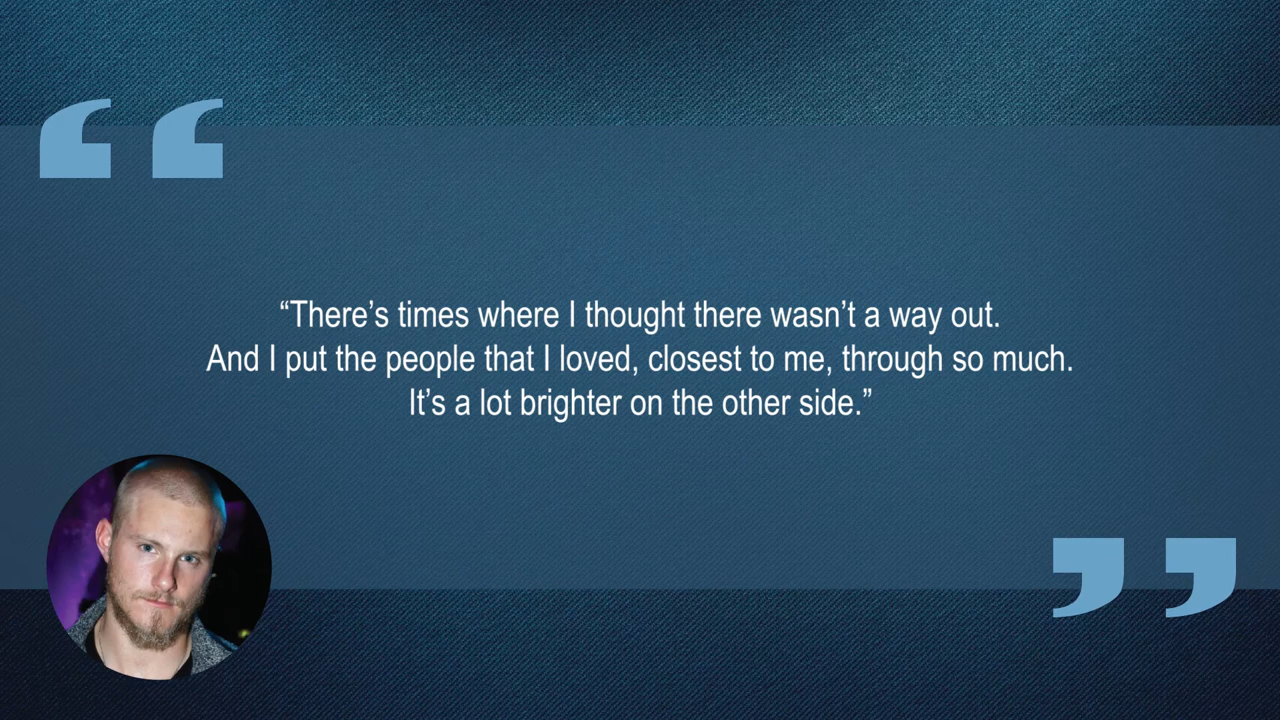 “There’s times where I thought there wasn’t a way out.
And I put the people that I loved, closest to me, through so much.
It’s a lot brighter on the other side.”